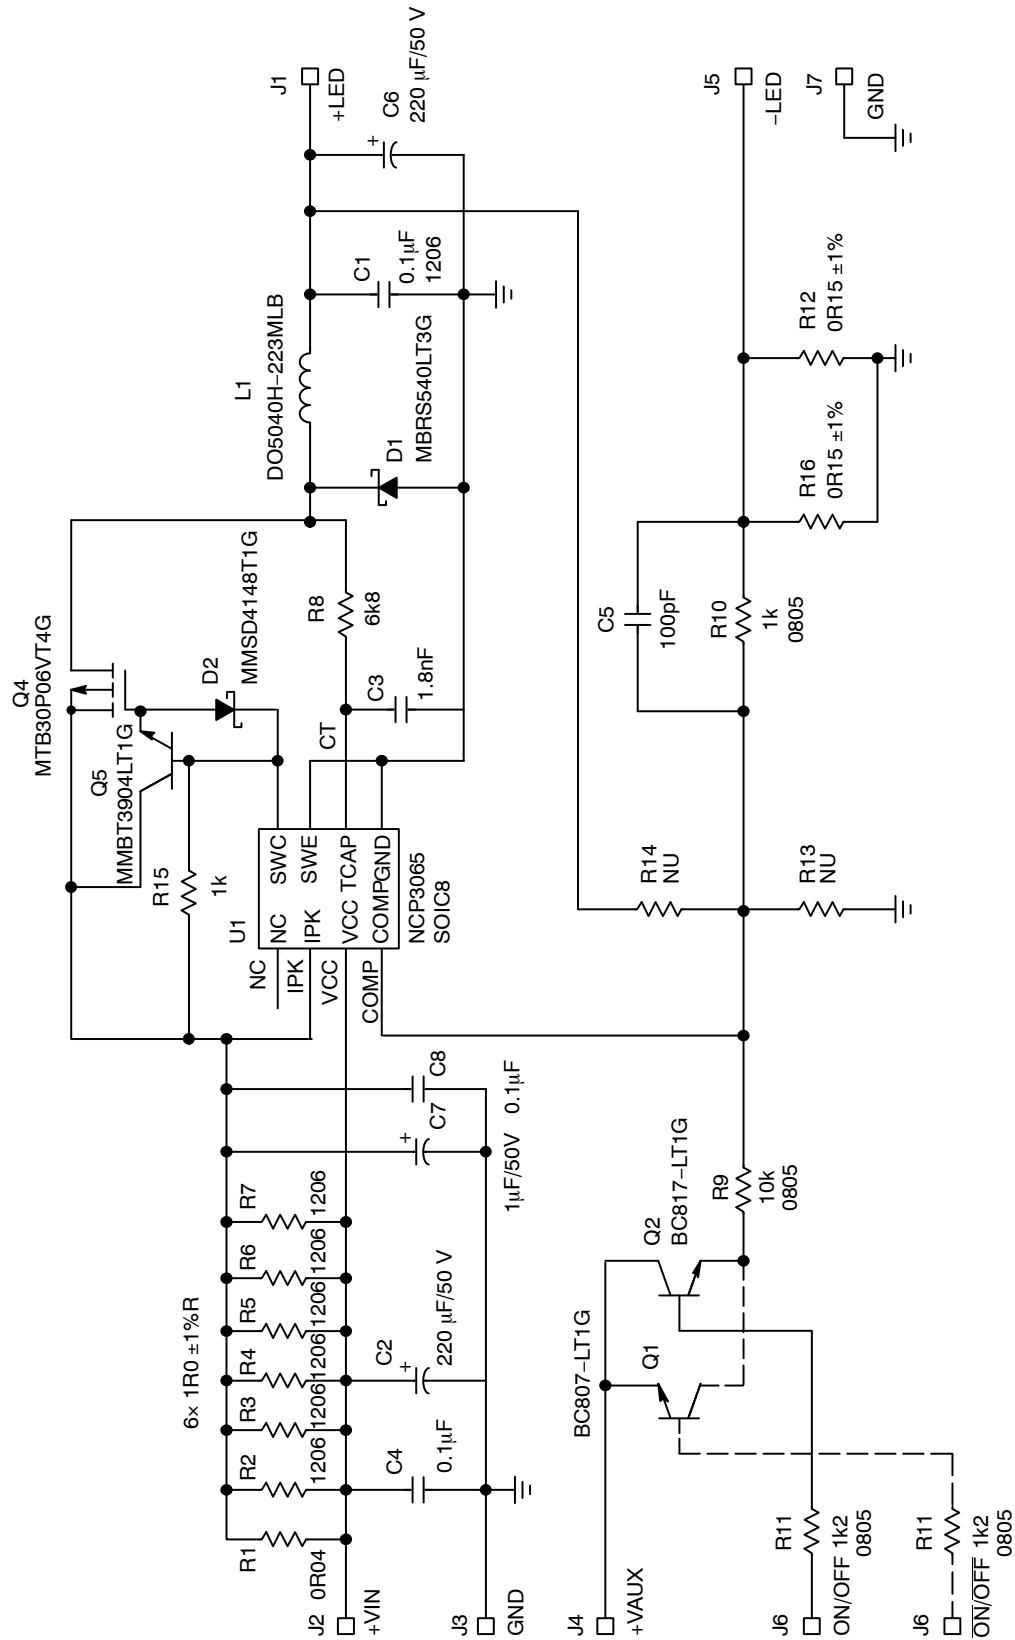 J2
+VIN
J3
GND
J4
+VAUX
J6
ON/OFF
J6
ON/OFF
R1
0R04
R2
1206
R3
1206
R4
1206
R5
1206
R6
1206
R7
1206
6× 1R0 ±1%R
C4
0.1µF
C2
220 µF/50 V
C7
1µF/50V
C8
0.1µF
R11
1k2
0805
R11
1k2
0805
BC807−LT1G
Q1
Q2
BC817−LT1G
R9
10k
0805
NC
IPK
VCC
COMP
U1
NC SWC
IPK SWE
VCC TCAP
COMPGND
NCP3065
SOIC8
R15
1k
Q5
MMBT3904LT1G
Q4
MTB30P06VT4G
D2
MMSD4148T1G
CT
C3
1.8nF
R8
6k8
R14
NU
R13
NU
C5
100pF
R10
1k
0805
L1
DO5040H−223MLB
D1
MBRS540LT3G
C1
0.1µF
1206
R16
0R15 ±1%
R12
0R15 ±1%
C6
220 µF/50 V
J1
+LED
J5
−LED
J7
GND